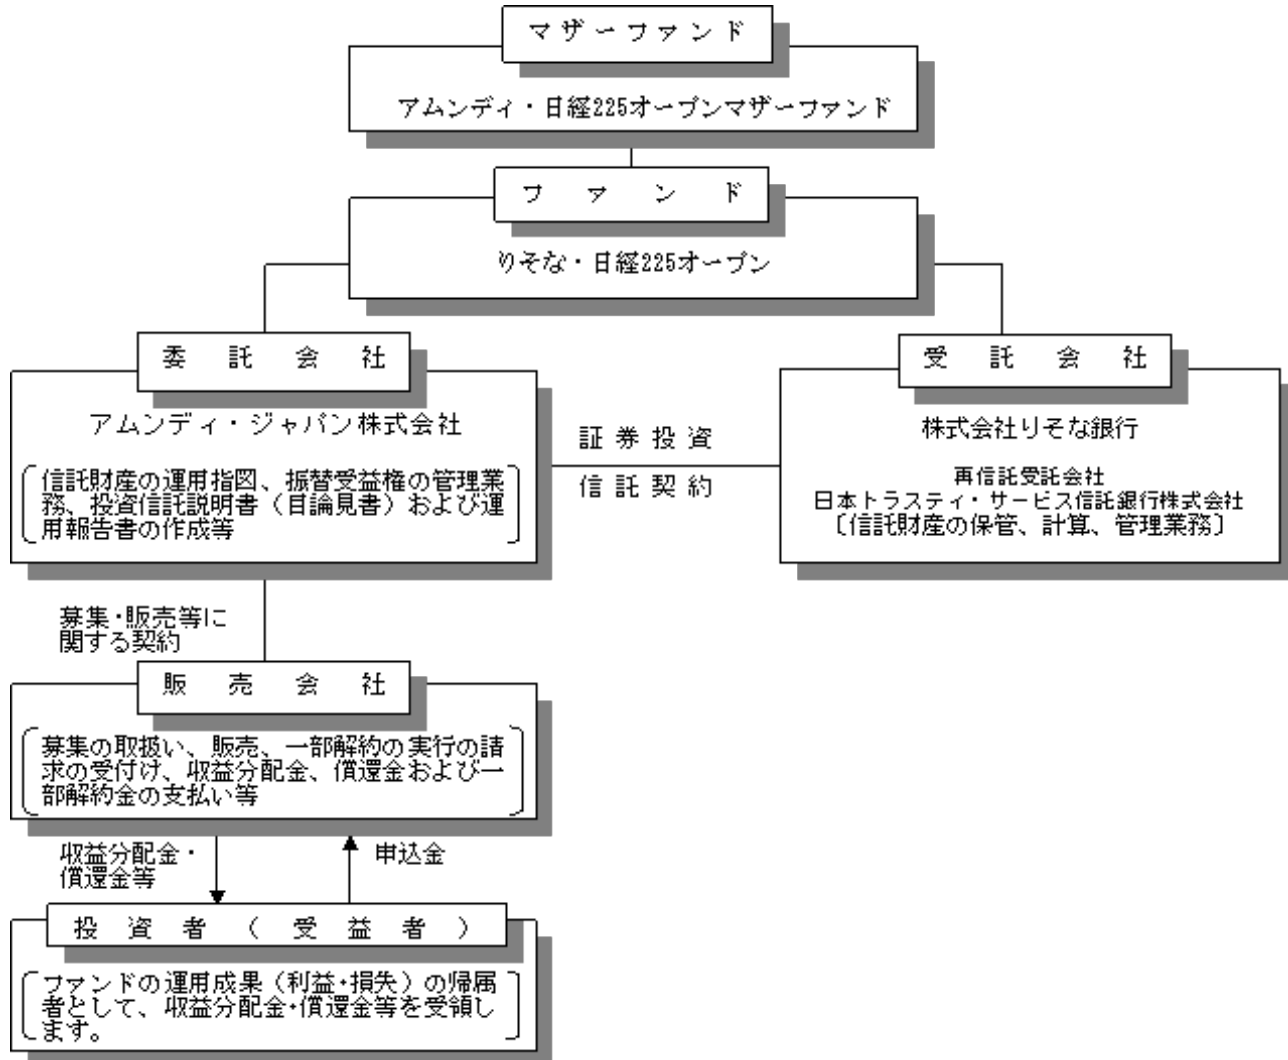 マザーファンド
アムンディ・日経225オープンマザーファンド
ファンド
りそな・日経225オープン
委託会社
アムンディ・ジャパン株式会社
信託財産の運用指図、振替受益権の管理業
務、投資信託説明書（目論見書）および運
用報告書の作成等
証券投資
信託契約
受託会社
株式会社りそな銀行
再信託受託会社
日本トラスティ・サービス信託銀行株式会社
〔信託財産の保管、計算、管理業務〕
募集・販売等に
関する契約
販売会社
募集の取扱い、販売、一部解約の実行の請
求の受付け、収益分配金、償還金および一
部解約金の支払い等
収益分配金・
償還金等
申込金
投資者（受益者）
ファンドの運用成果（利益・損失）の帰属
者として、収益分配金・償還金等を受領し
ます。